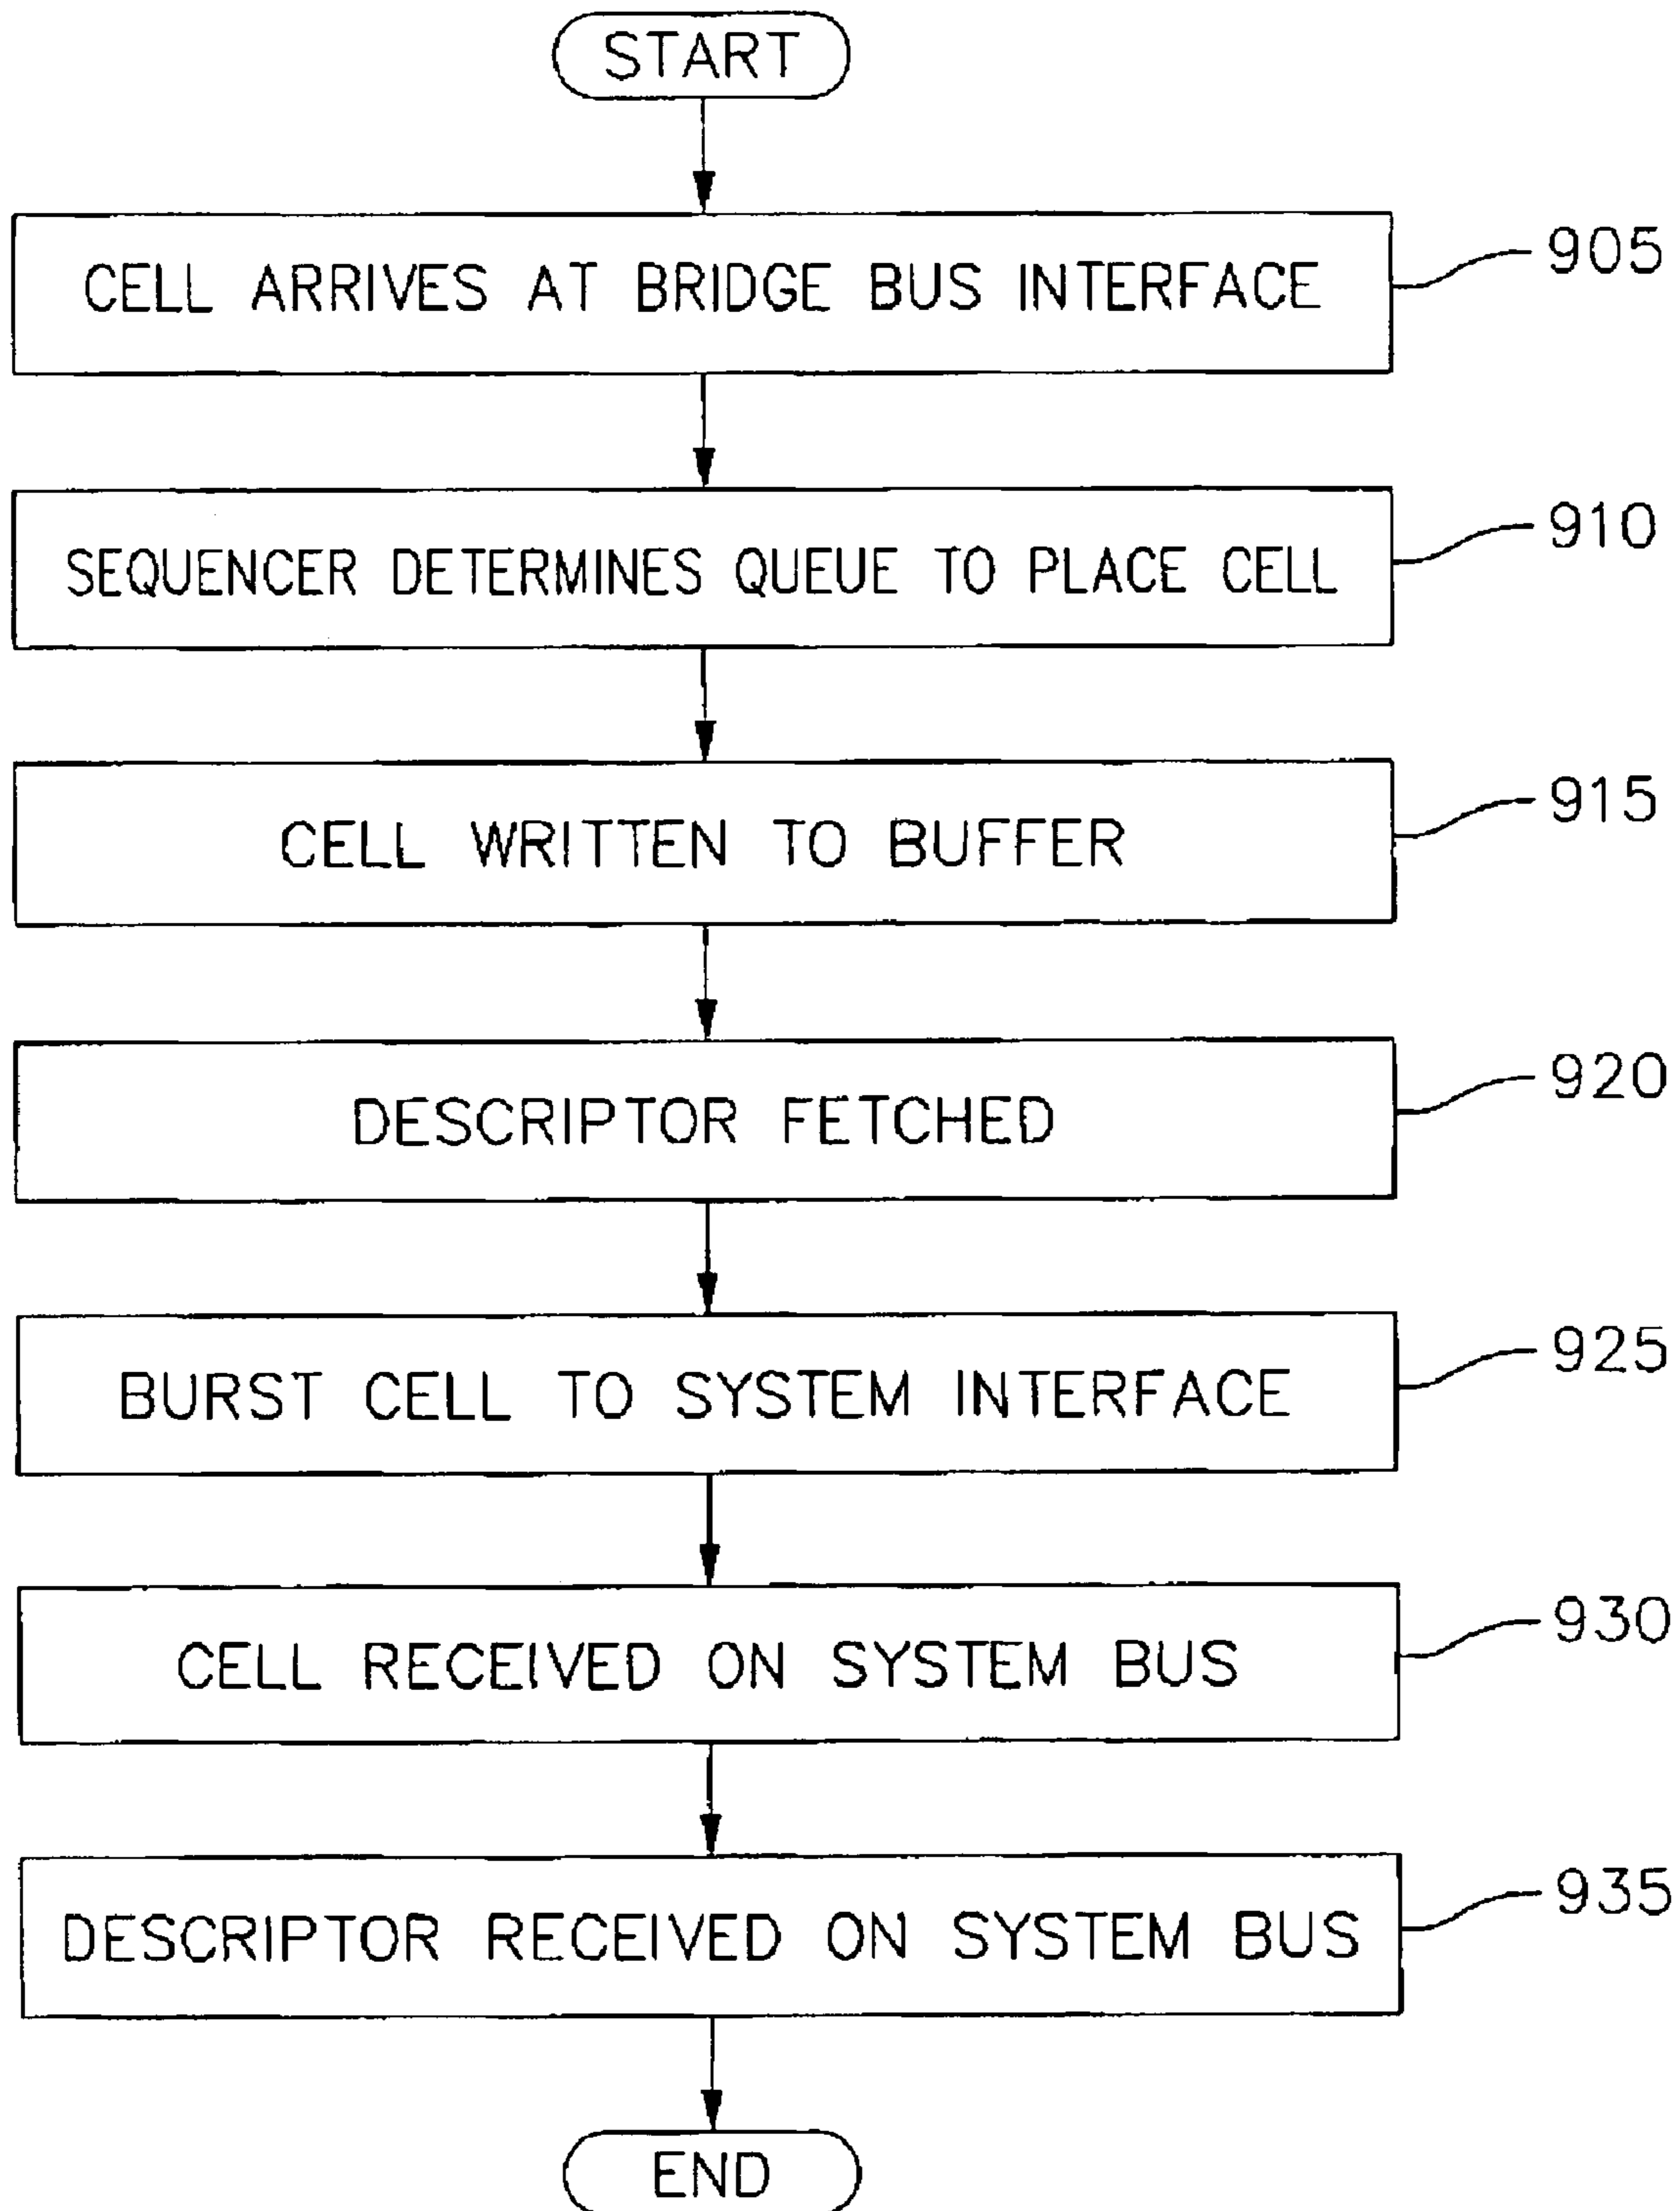 START
CELL ARRIVES AT BRIDGE BUS INTERFACE
905
SEQUENCER DETERMINES QUEUE TO PLACE CELL
910
CELL WRITTEN TO BUFFER
915
DESCRIPTOR FETCHED
920
BURST CELL TO SYSTEM INTERFACE
925
CELL RECEIVED ON SYSTEM BUS
930
DESCRIPTOR RECEIVED ON SYSTEM BUS
935
END